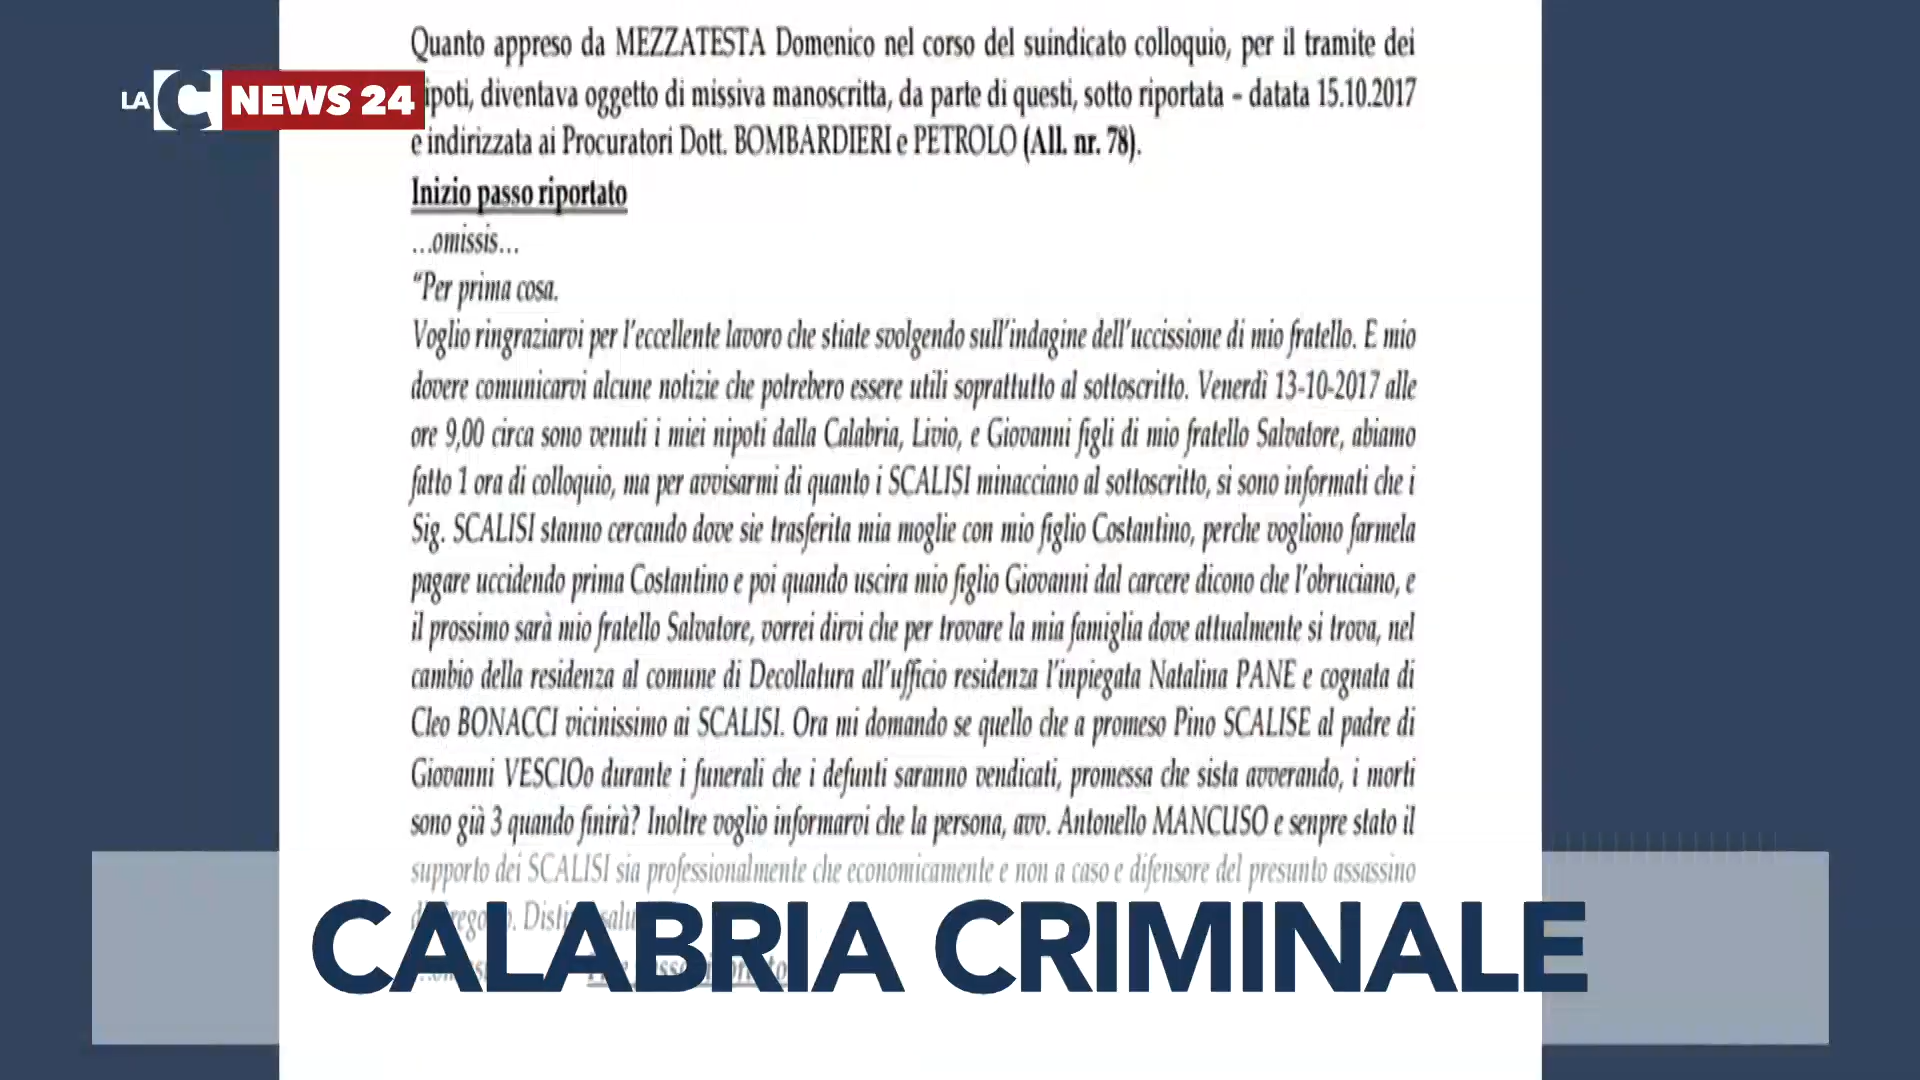 LA C NEWS 24
Quanto appreso da MEZZATESTA Domenico nel corso del suindicato colloquio, per il tramite dei
ipoti, diventava oggetto di missiva manoscritta, da parte di questi, sotto riportata – datata 15.10.2017
e indirizzata ai Procuratori Dott. BOMBARDIERI e PETROLO (All. nr. 78).
Inizio passo riportato
…omissis…
“Per prima cosa.
Voglio ringraziarvi per l’eccellente lavoro che stiate svolgendo sull’indagine dell’uccissione di mio fratello. E mio
dovere comunicarvi alcune notizie che potrebero essere utili soprattutto al sottoscritto. Venerdì 13-10-2017 alle
ore 9,00 circa sono venuti i miei nipoti dalla Calabria, Livio, e Giovanni figli di mio fratello Salvatore, abiamo
fatto 1 ora di colloquio, ma per avvisarmi di quanto i SCALISI minacciano al sottoscritto, si sono informati che i
Sig. SCALISI stanno cercando dove sie trasferita mia moglie con mio figlio Costantino, perche vogliono farmela
pagare uccidendo prima Costantino e poi quando uscira mio figlio Giovanni dal carcere dicono che l’obruciano, e
il prossimo sarà mio fratello Salvatore, vorrei dirvi che per trovare la mia famiglia dove attualmente si trova, nel
cambio della residenza al comune di Decollatura all’ufficio residenza l’inpiegata Natalina PANE e cognata di
Cleo BONACCI vicinissimo ai SCALISI. Ora mi domando se quello che a promeso Pino SCALISE al padre di
Giovanni VESCIOo durante i funerali che i defunti saranno vendicati, promessa che sista avverando, i morti
sono già 3 quando finirà? Inoltre voglio informarvi che la persona, avv. Antonello MANCUSO e senpre stato il
supporto dei SCALISI sia professionalmente che economicamente e non a caso e difensore del presunto assassino
CALABRIA CRIMINALE